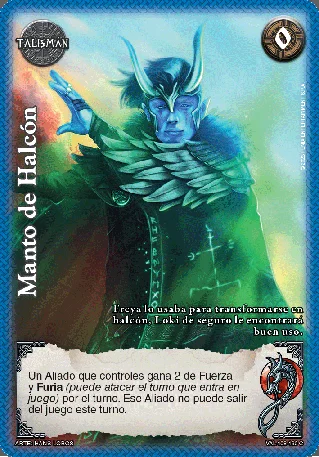 TALISMAN
0
Manto de Halcón
Freya lo usaba para transformarse en
halcón, Loki de seguro le encontrará
buen uso.
Un Aliado que controles gana 2 de Fuerza
y Furia (puede atacar el turno que entra en
juego) por el turno. Ese Aliado no puede salir
del juego este turno.